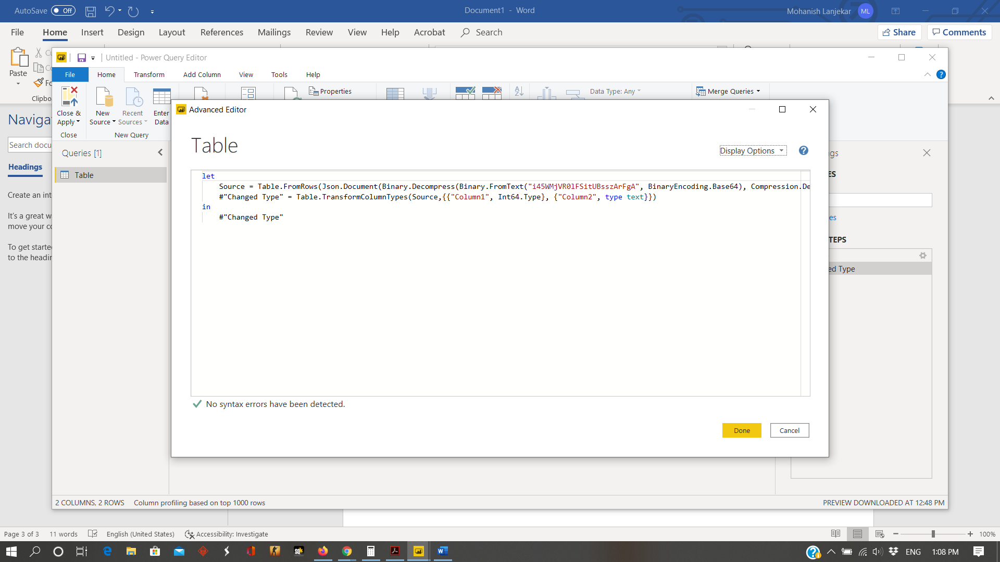 AutoSave Off
Document1 - Word
Mohanish Lanjekar ML
File Home Insert Design Layout References Mailings Review View Help Acrobat Search
Share Comments
Paste
Clipbo
Untitled - Power Query Editor
File Home Transform Add Column View Tools Help
Properties
Data Type: Any
Merge Queries
Close & Apply
New Source
Recent Sources
Enter Data
Close
New Query
Naviga
Search docu
Headings
Create an int
It's a great w
move your co
To get starte
to the headin
Queries [1]
Table
Advanced Editor
Table
Display Options
let
Source = Table.FromRows(Json.Document(Binary.Decompress(Binary.FromText("i45WMjVR0lFSitUBsszArFgA", BinaryEncoding.Base64), Compression.De
#"Changed Type" = Table.TransformColumnTypes(Source,{{"Column1", Int64.Type}, {"Column2", type text}})
in
#"Changed Type"
No syntax errors have been detected.
Done Cancel
gs
ES
es
TEPS
ed Type
2 COLUMNS, 2 ROWS Column profiling based on top 1000 rows
PREVIEW DOWNLOADED AT 12:48 PM
Page 3 of 3 11 words English (United States) Accessibility: Investigate
100%
ENG 1:08 PM